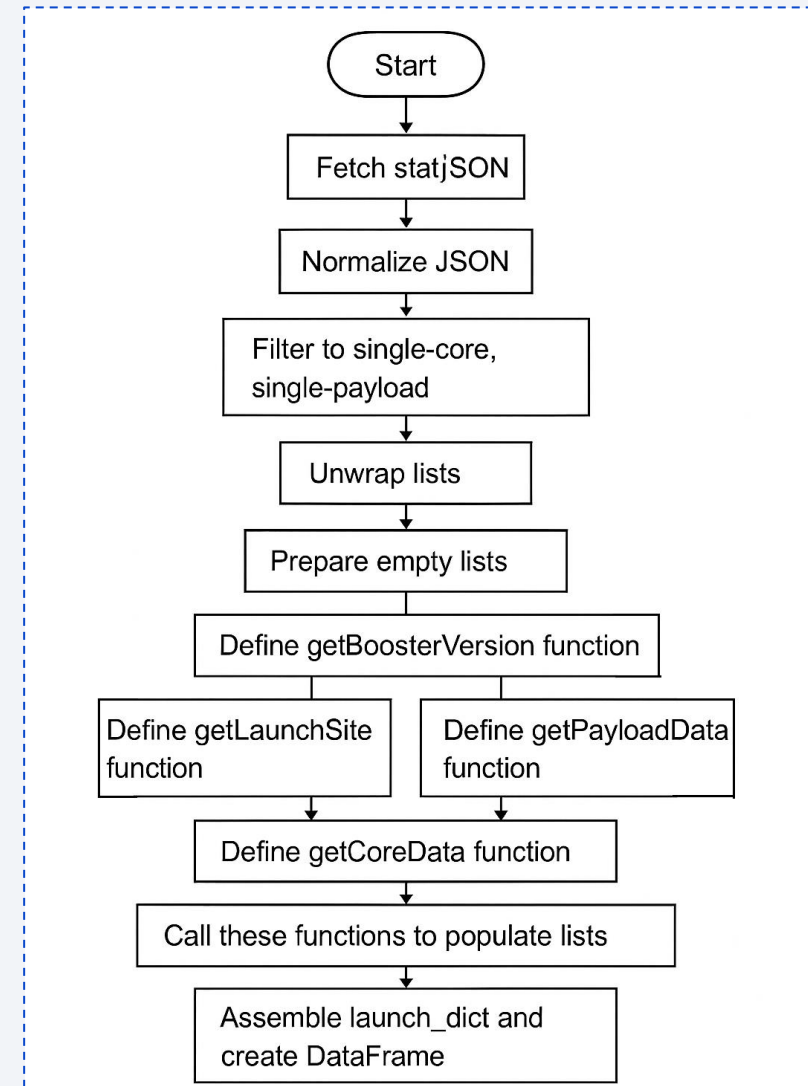 Start
Fetch statjSON
Normalize JSON
Filter to single-core,
single-payload
Unwrap lists
Prepare empty lists
Define getBoosterVersion function
Define getLaunchSite
function
Define getPayloadData
function
Define getCoreData function
Call these functions to populate lists
Assemble launch_dict and
create DataFrame